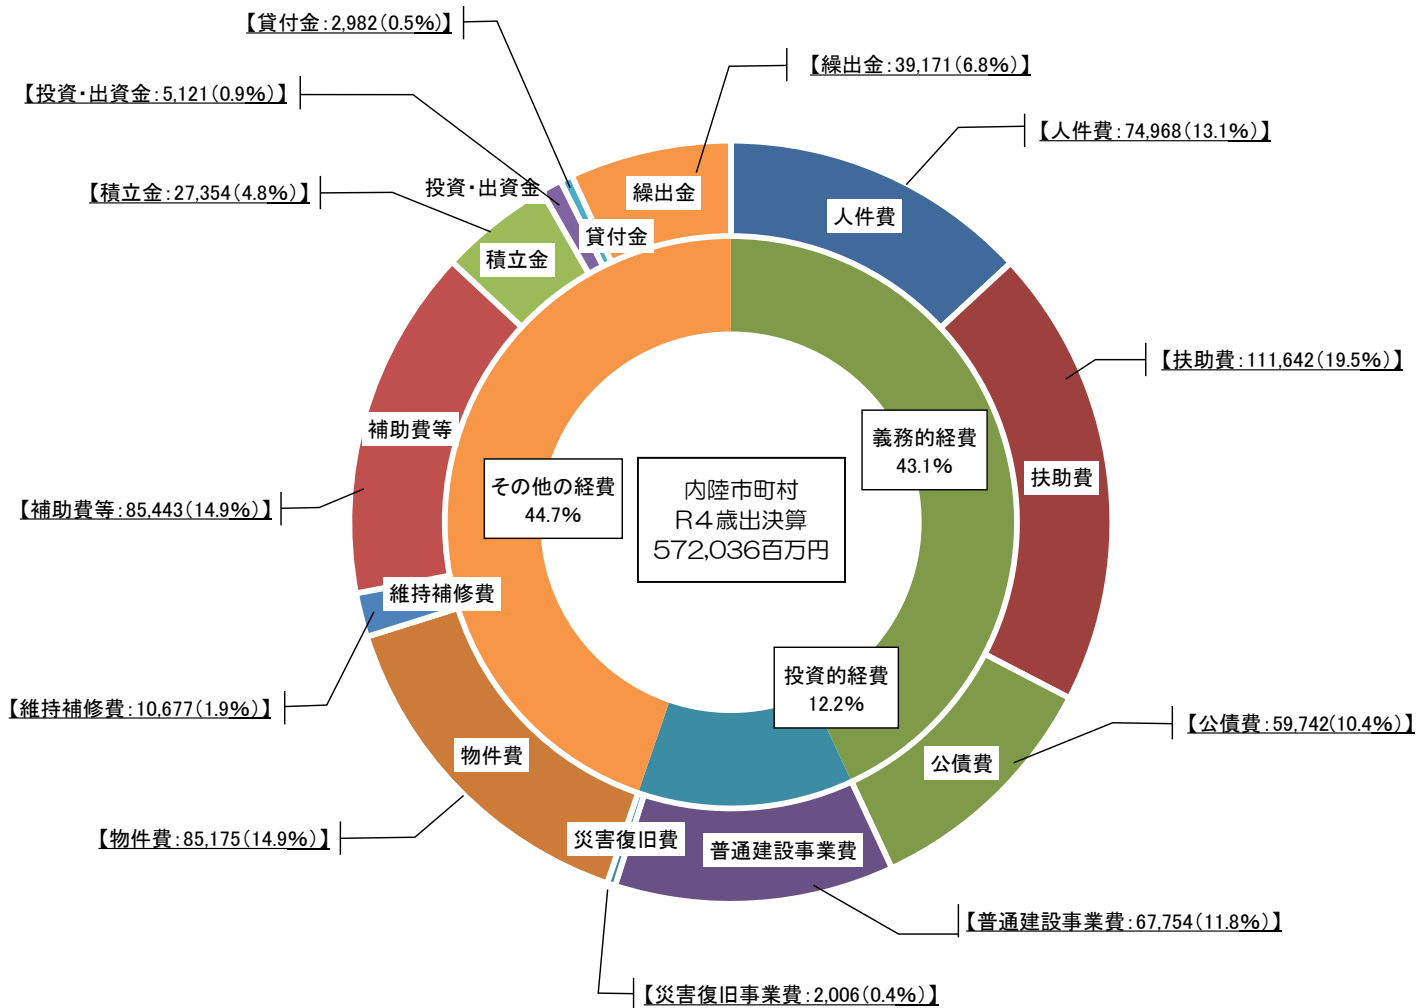 【貸付金：2,982（0.5％）】
【繰出金：39,171（6.8％）】
【投資・出資金：5,121（0.9％）】
【人件費：74,968（13.1％）】
【積立金：27,354（4.8％）】
投資・出資金
繰出金
人件費
貸付金
積立金
【扶助費：111,642（19.5％）】
補助費等
義務的経費
43.1％
扶助費
その他の経費
44.7％
内陸市町村
R４歳出決算
572,036百万円
【補助費等：85,443（14.9％）】
維持補修費
投資的経費
12.2％
【維持補修費：10,677（1.9％）】
【公債費：59,742（10.4％）】
物件費
公債費
【物件費：85,175（14.9％）】
災害復旧費
普通建設事業費
【普通建設事業費：67,754（11.8％）】
【災害復旧事業費：2,006（0.4％）】